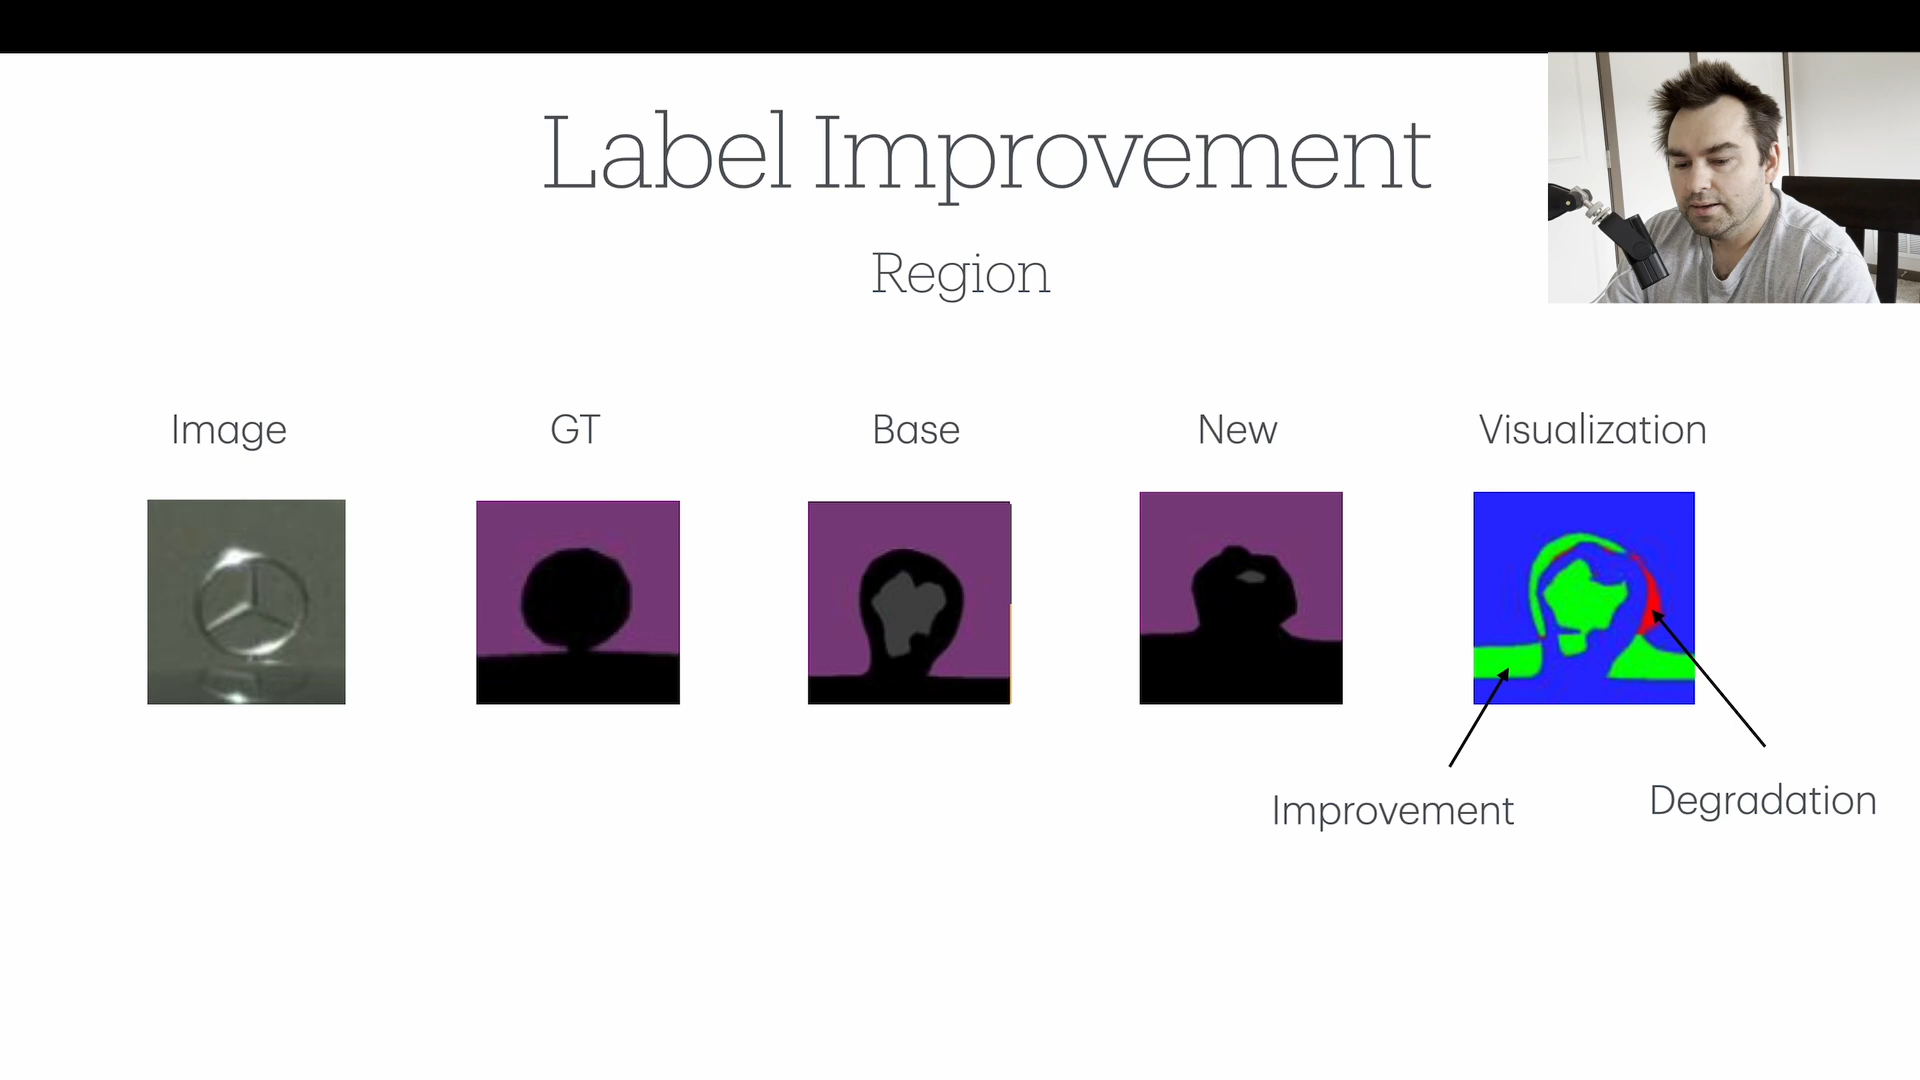 Label Improvement
Region
Image GT Base New Visualization
Improvement Degradation